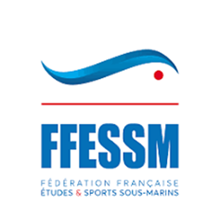 FFESSM
FÉDÉRATION FRANÇAISE
ÉTUDES & SPORTS SOUS-MARINS